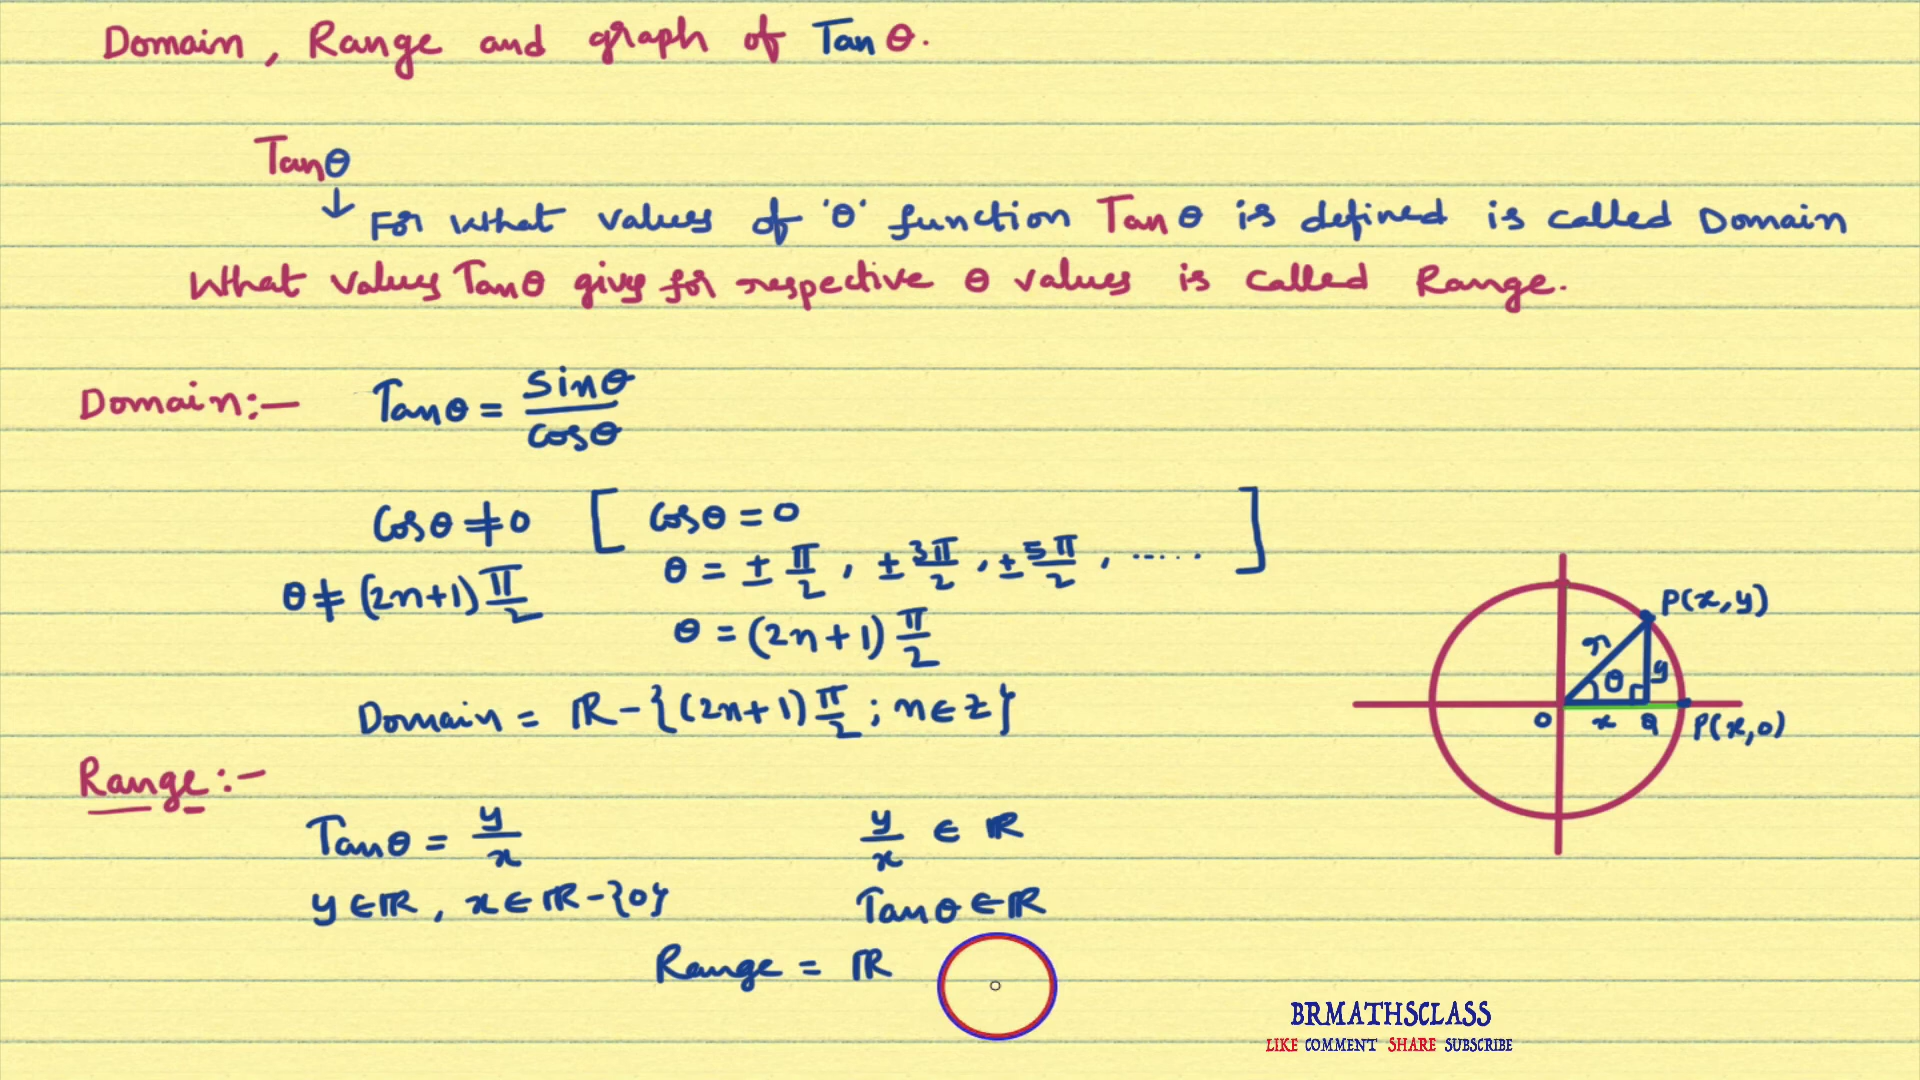 Domain, Range and graph of Tan θ.
Tanθ
↓ For what values of 'θ' function Tan θ is defined is called Domain
What values Tanθ gives for respective θ values is called Range.
Domain:— Tanθ = sinθ/cosθ
Cosθ ≠ 0 [ Cosθ = 0
θ = ± π/2, ± 3π/2, ± 5π/2, ...... ]
θ ≠ (2n+1) π/2
θ = (2n+1) π/2
Domain = ℝ - {(2n+1) π/2 ; n ∈ z}
Range:-
Tanθ = y/x y/x ∈ ℝ
y ∈ ℝ, x ∈ ℝ - {0} Tanθ ∈ ℝ
Range = ℝ
P(x,y)
r
θ
y
O x Q P(x,0)
BRMATHSCLASS
LIKE COMMENT SHARE SUBSCRIBE